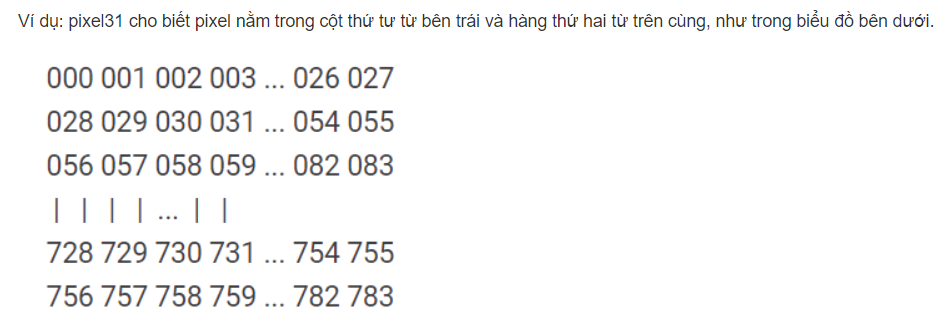 Ví dụ: pixel31 cho biết pixel nằm trong cột thứ tư từ bên trái và hàng thứ hai từ trên cùng, như trong biểu đồ bên dưới.
000 001 002 003 ... 026 027
028 029 030 031 ... 054 055
056 057 058 059 ... 082 083
| | | | ... | |
728 729 730 731 ... 754 755
756 757 758 759 ... 782 783